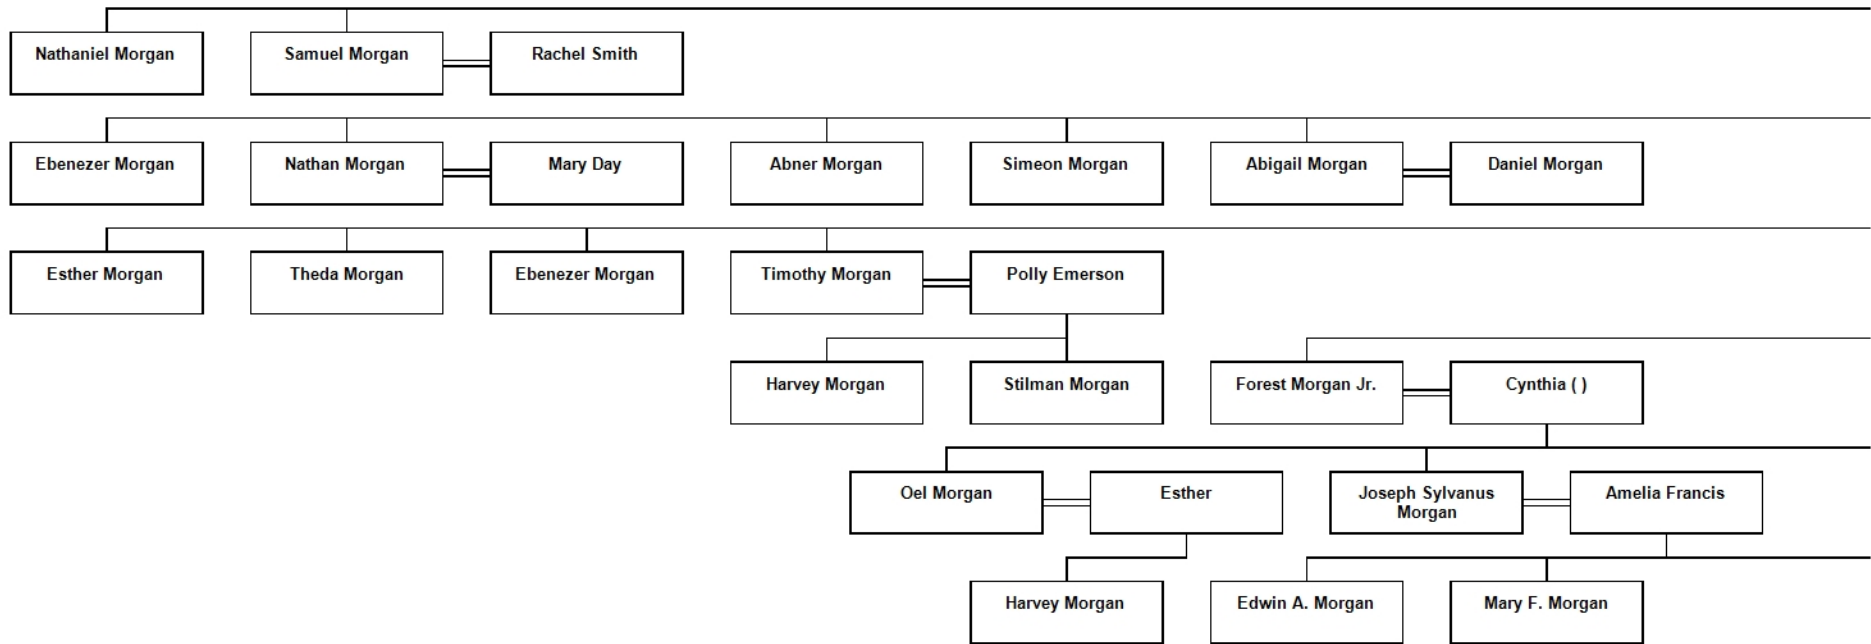 Nathaniel Morgan
Samuel Morgan
Rachel Smith
Ebenezer Morgan
Nathan Morgan
Mary Day
Abner Morgan
Simeon Morgan
Abigail Morgan
Daniel Morgan
Esther Morgan
Theda Morgan
Ebenezer Morgan
Timothy Morgan
Polly Emerson
Harvey Morgan
Stilman Morgan
Forest Morgan Jr.
Cynthia ( )
Oel Morgan
Esther
Joseph Sylvanus
Morgan
Amelia Francis
Harvey Morgan
Edwin A. Morgan
Mary F. Morgan